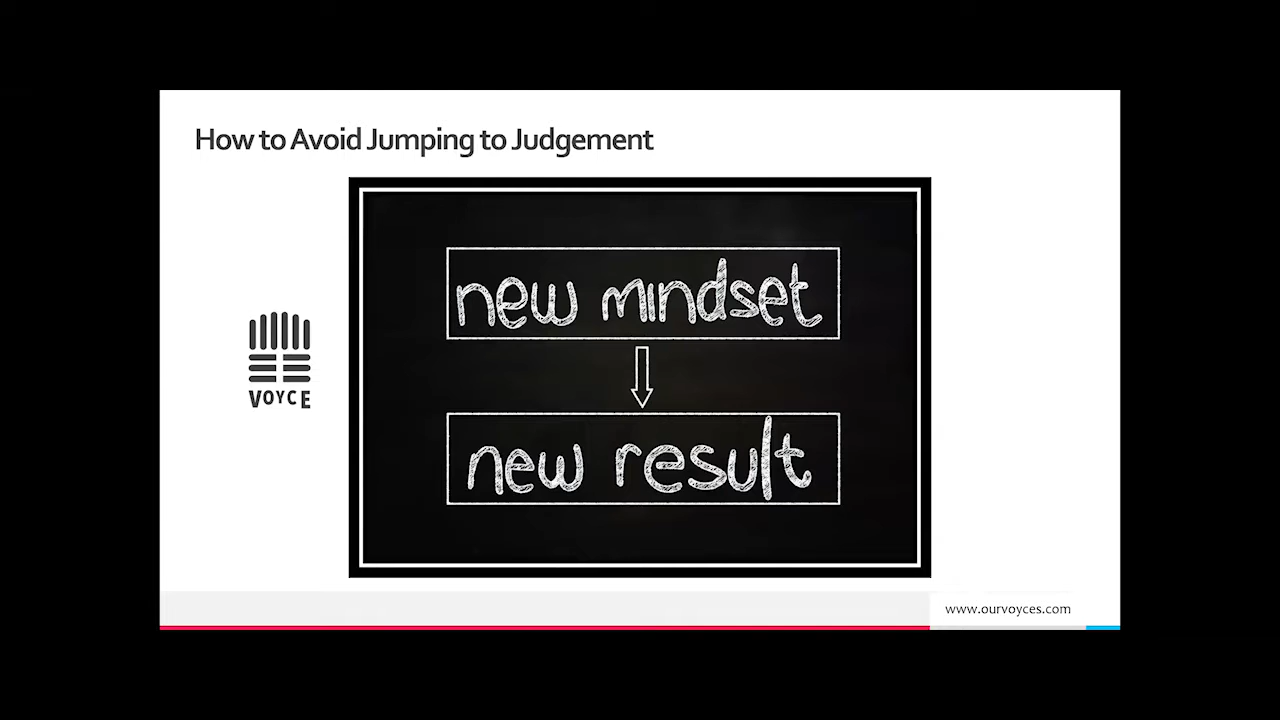 How to Avoid Jumping to Judgement
new mindset
new result
VOYCE
www.ourvoyces.com